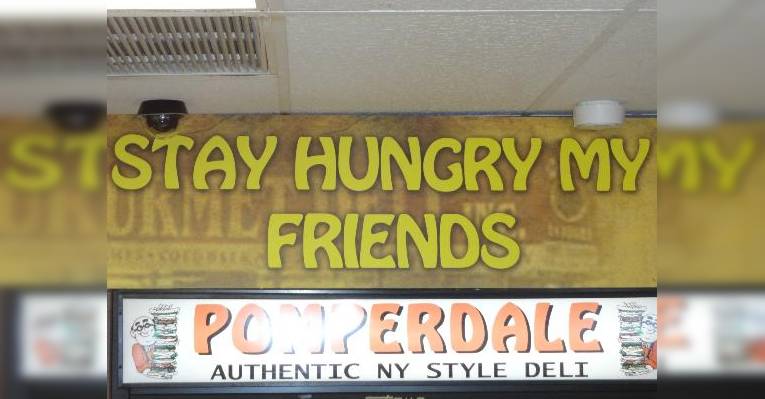 STAY HUNGRY MY
FRIENDS
POMPERDALE
AUTHENTIC NY STYLE DELI